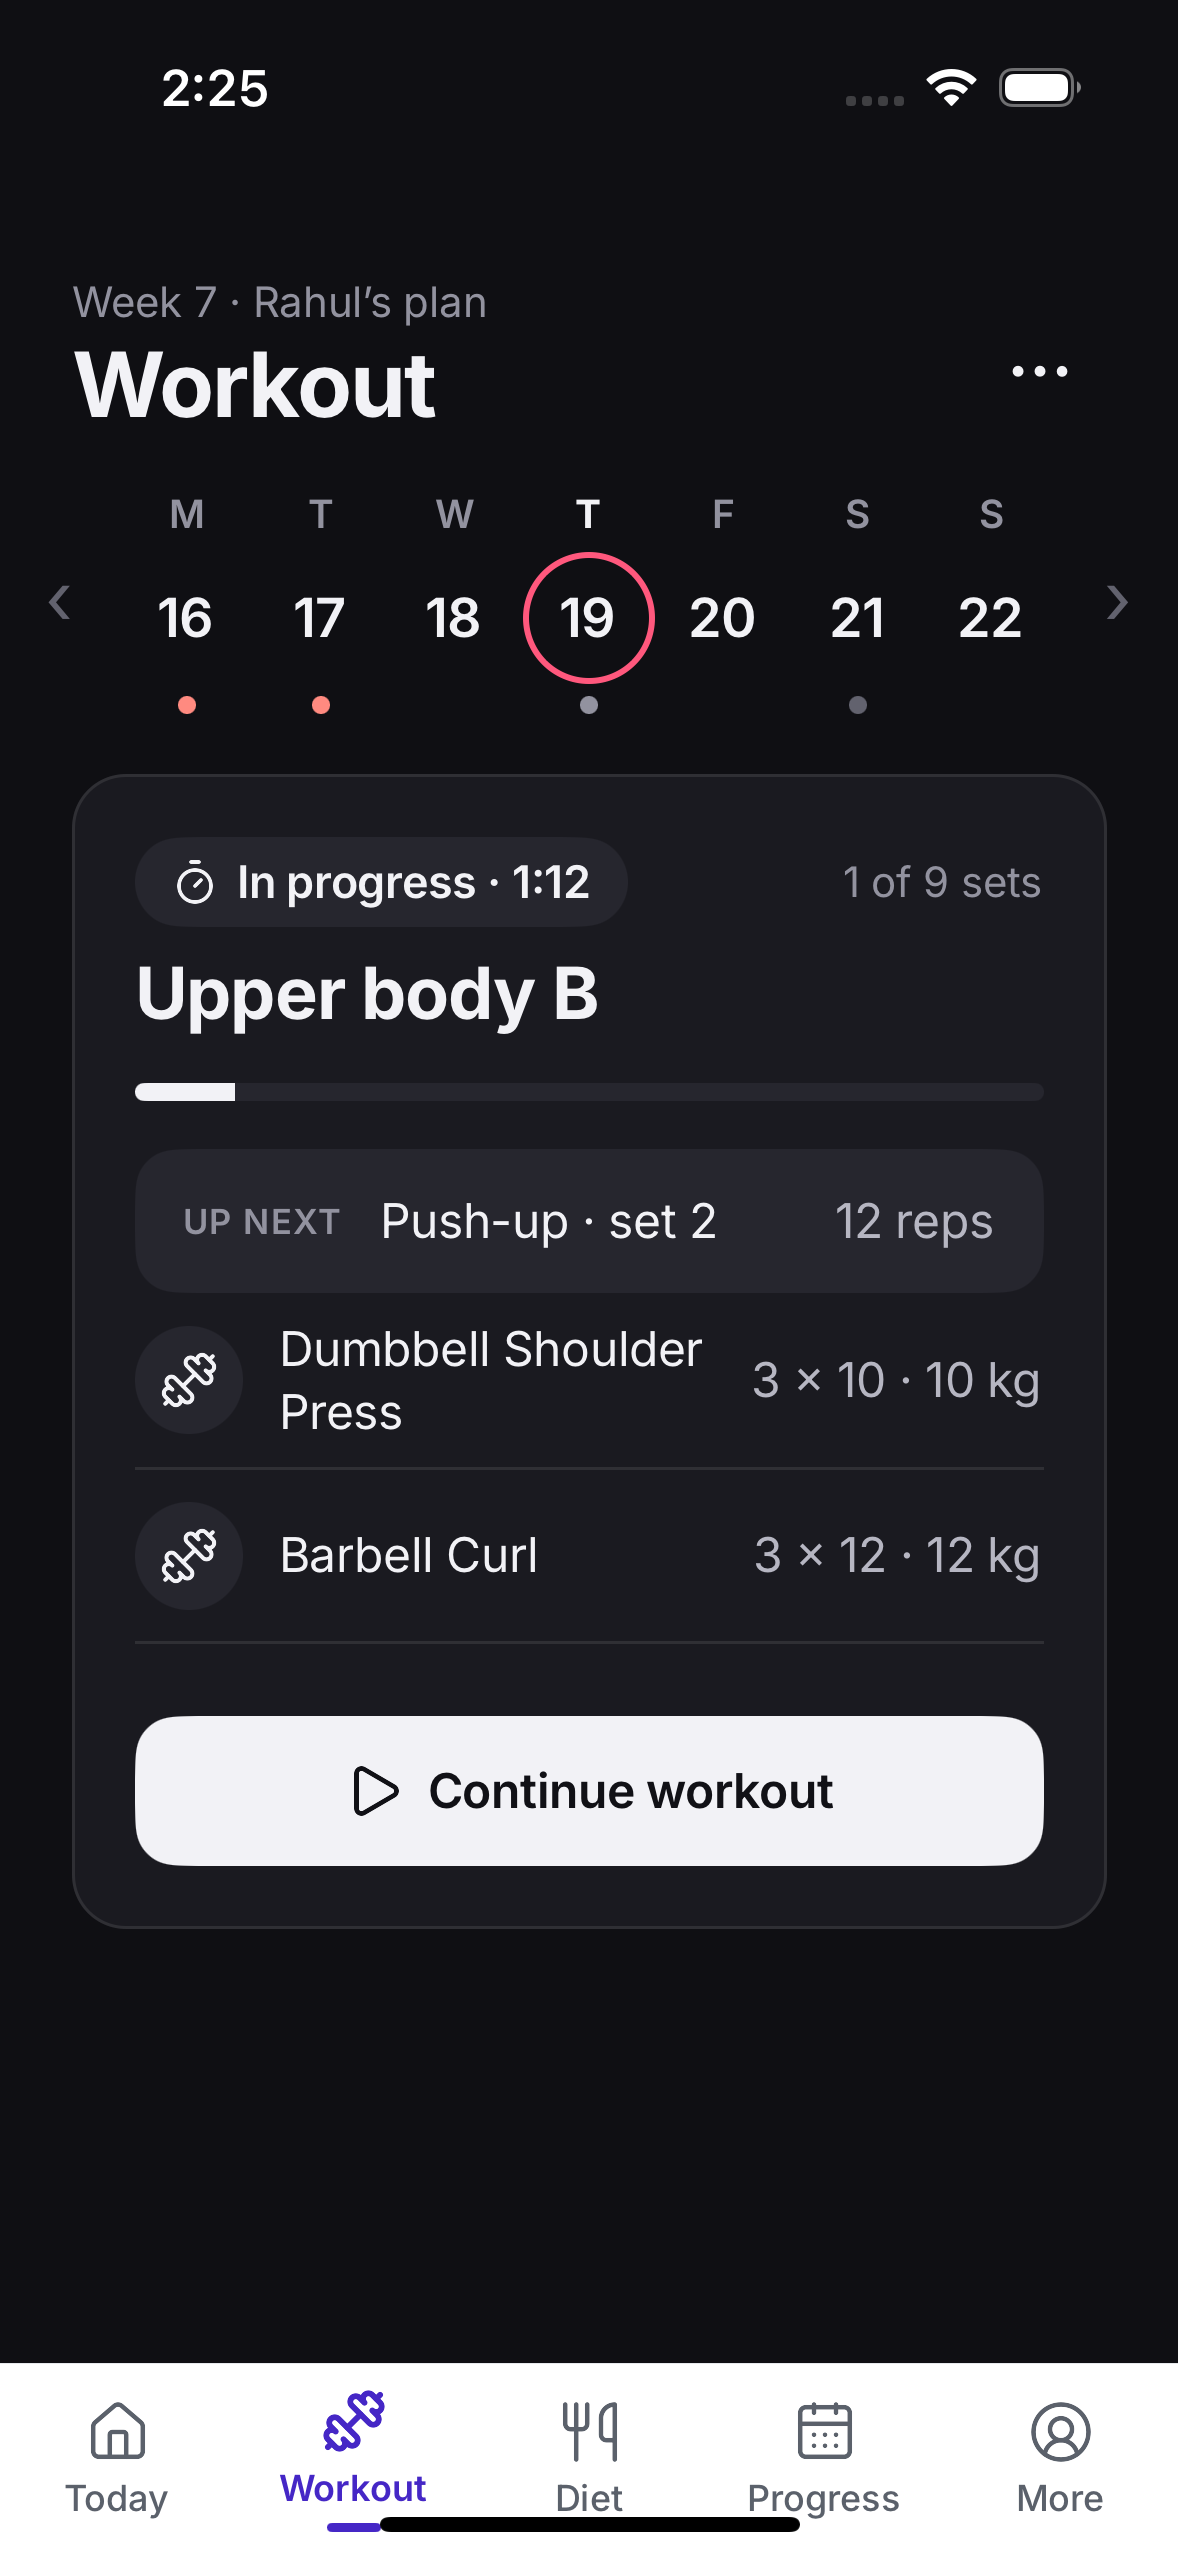 2:25
Week 7 · Rahul’s plan
Workout
M T W T F S S
16 17 18 19 20 21 22
In progress · 1:12
1 of 9 sets
Upper body B
UP NEXT Push-up · set 2 12 reps
Dumbbell Shoulder
Press
3 × 10 · 10 kg
Barbell Curl 3 × 12 · 12 kg
Continue workout
Today Workout Diet Progress More